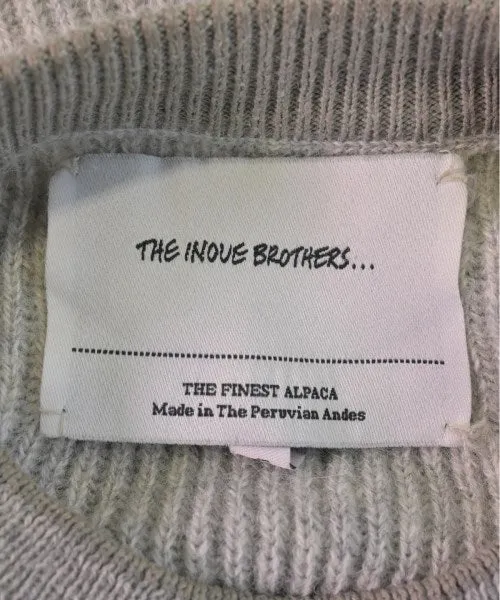 THE INOUE BROTHERS...
THE FINEST ALPACA
Made in The Peruvian Andes